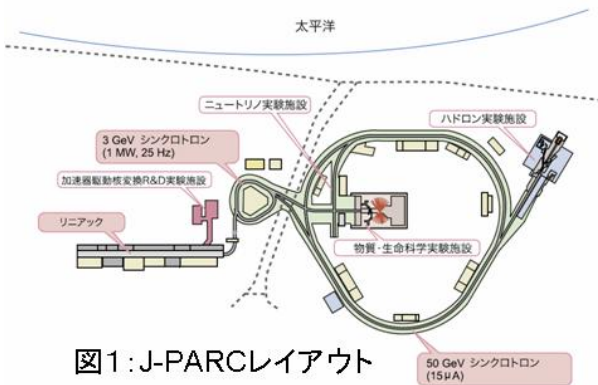 太平洋
ニュートリノ実験施設
ハドロン実験施設
3 GeV シンクロトロン
(1 MW, 25 Hz)
加速器駆動核変換R&D実験施設
リニアック
物質・生命科学実験施設
図1:J-PARCレイアウト
50 GeV シンクロトロン
(15μA)